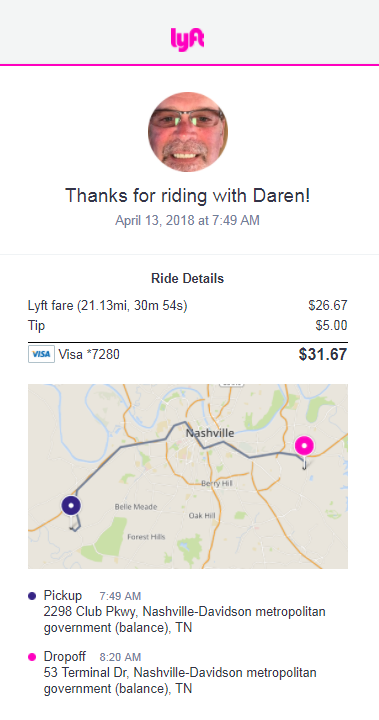 lyft
Thanks for riding with Daren!
April 13, 2018 at 7:49 AM
Ride Details
Lyft fare (21.13mi, 30m 54s) $26.67
Tip $5.00
VISA Visa *7280 $31.67
Nashville
Berry Hill
Belle Meade
Oak Hill
Forest Hills
Pickup 7:49 AM
2298 Club Pkwy, Nashville-Davidson metropolitan
government (balance), TN
Dropoff 8:20 AM
53 Terminal Dr, Nashville-Davidson metropolitan
government (balance), TN